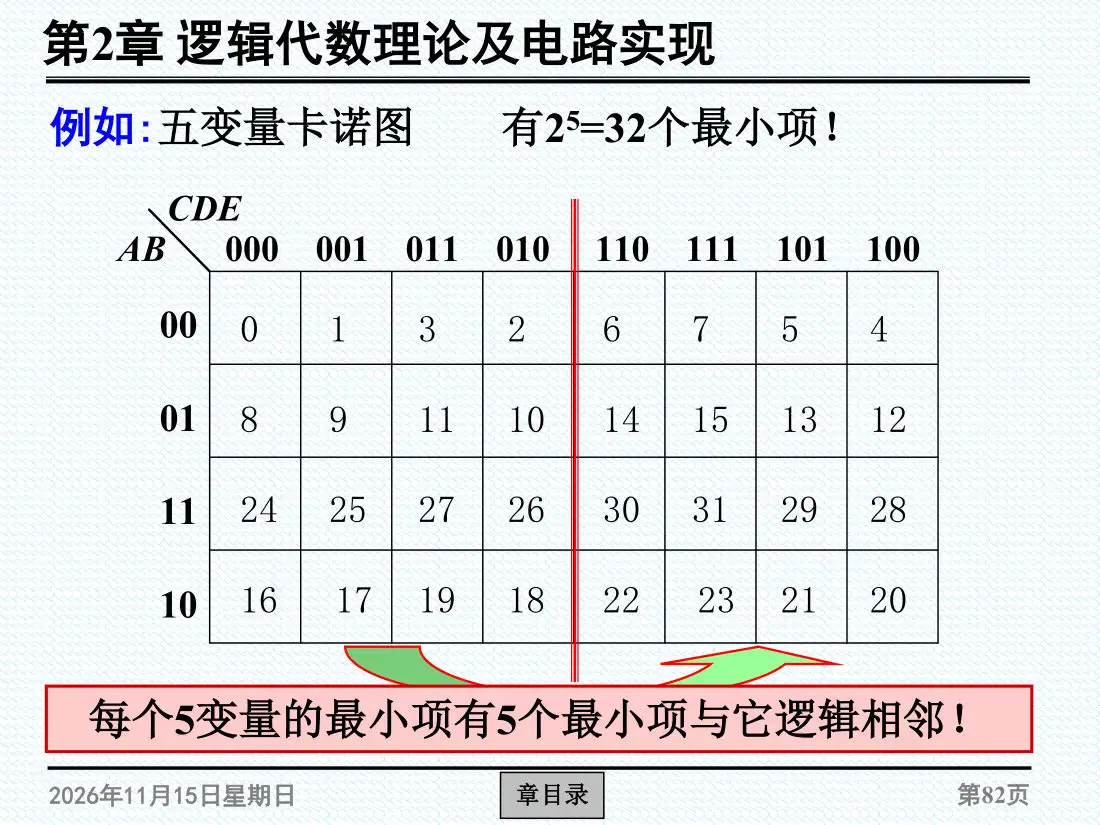 第2章 逻辑代数理论及电路实现
例如:五变量卡诺图 有2⁵=32个最小项!
CDE
AB 000 001 011 010 110 111 101 100
00 0 1 3 2 6 7 5 4
01 8 9 11 10 14 15 13 12
11 24 25 27 26 30 31 29 28
10 16 17 19 18 22 23 21 20
每个5变量的最小项有5个最小项与它逻辑相邻!
2026年11月15日星期日 章目录 第82页